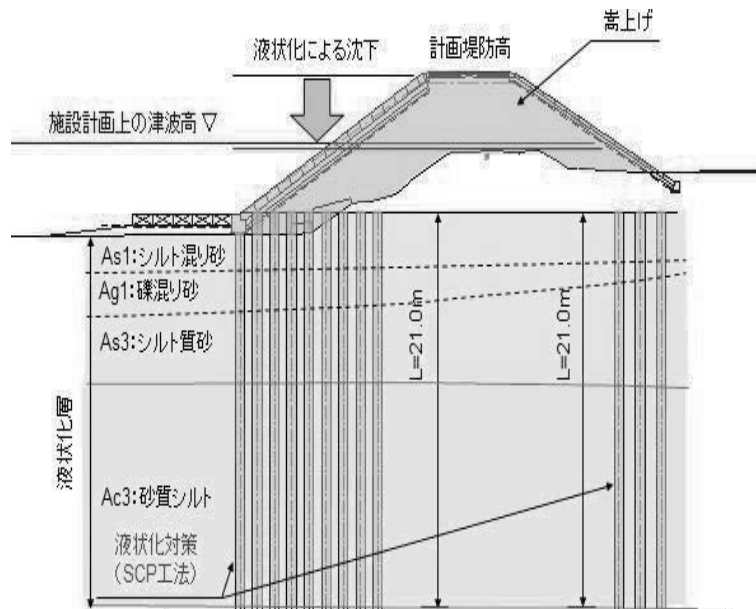 嵩上げ
液状化による沈下
計画堤防高
施設計画上の津波高 ▽
As1:シルト混り砂
Ag1:礫混り砂
As3:シルト質砂
L=21.0m
L=21.0m
液状化層
Ac3:砂質シルト
液状化対策
(SCP工法)